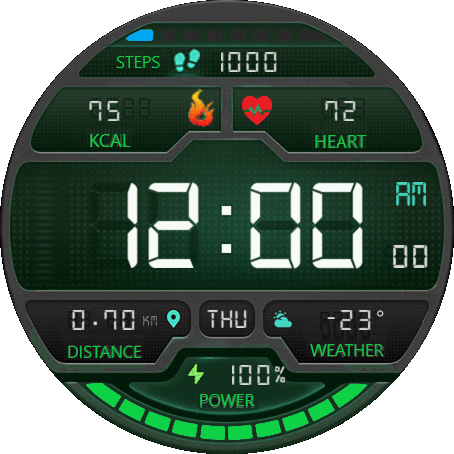 STEPS 1000
75 72
KCAL HEART
12:00 AM
00
0.70 KM THU -23°
DISTANCE WEATHER
100%
POWER